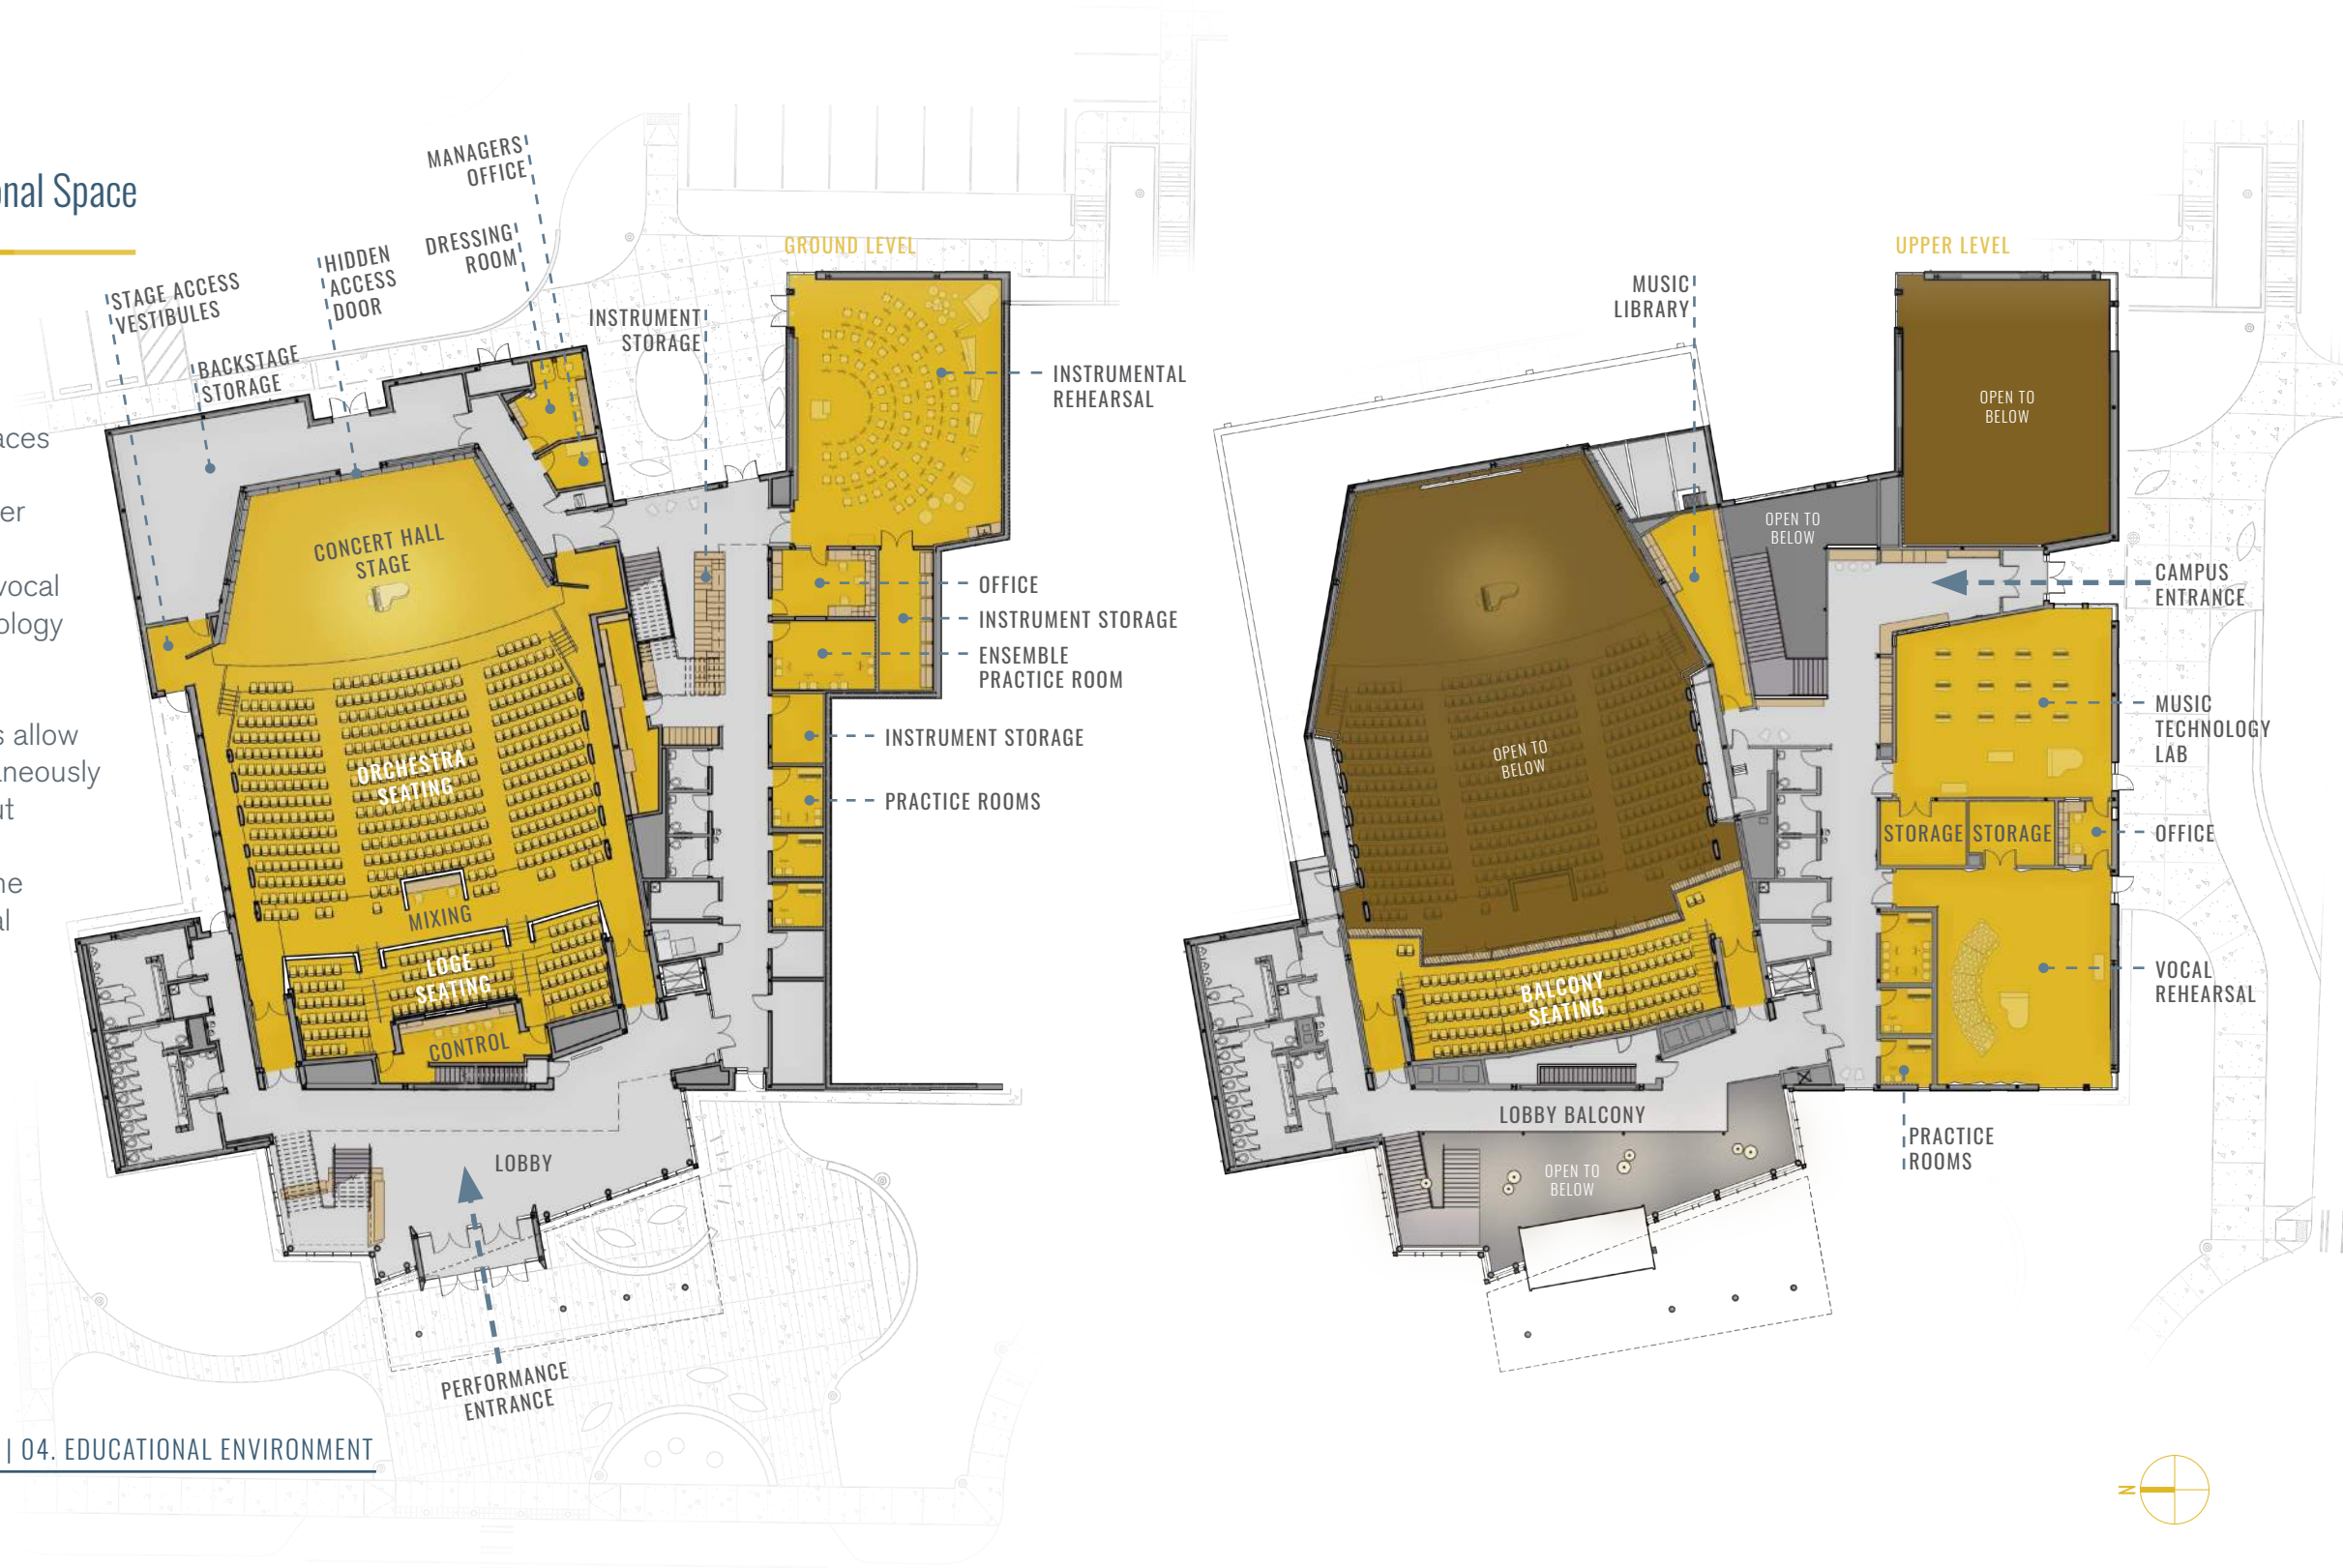 onal Space
aces
er
vocal
ology
s allow
aneously
ut
ne
al
MANAGERS
OFFICE
DRESSING
ROOM
HIDDEN
ACCESS
DOOR
STAGE ACCESS
VESTIBULES
BACKSTAGE
STORAGE
INSTRUMENT
STORAGE
GROUND LEVEL
INSTRUMENTAL
REHEARSAL
CONCERT HALL
STAGE
OFFICE
INSTRUMENT STORAGE
ENSEMBLE
PRACTICE ROOM
INSTRUMENT STORAGE
PRACTICE ROOMS
ORCHESTRA
SEATING
MIXING
LOGE
SEATING
CONTROL
LOBBY
PERFORMANCE
ENTRANCE
UPPER LEVEL
MUSIC
LIBRARY
OPEN TO
BELOW
OPEN TO
BELOW
CAMPUS
ENTRANCE
MUSIC
TECHNOLOGY
LAB
OPEN TO
BELOW
STORAGE
STORAGE
OFFICE
VOCAL
REHEARSAL
BALCONY
SEATING
LOBBY BALCONY
OPEN TO
BELOW
PRACTICE
ROOMS
| 04. EDUCATIONAL ENVIRONMENT
N